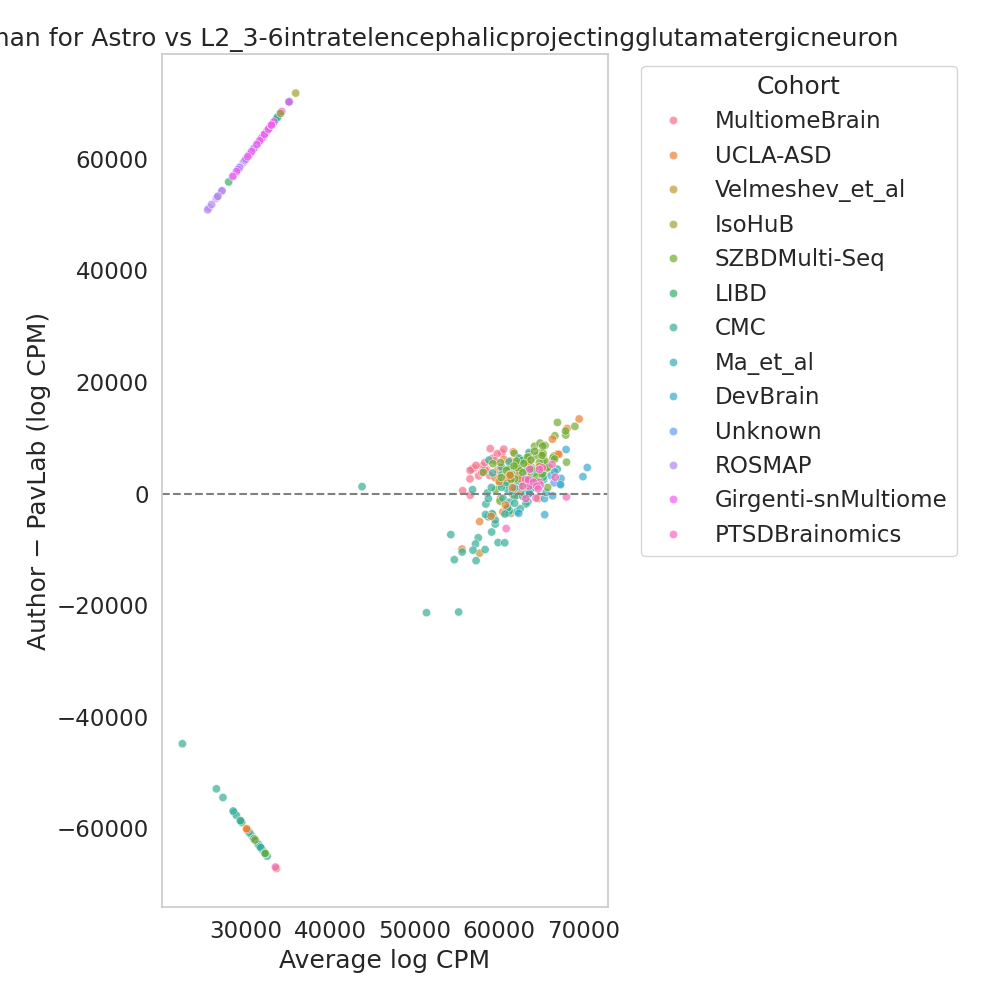 for Astro vs L2_3-6intratelencephalicprojectingglutamatergicneuron
Cohort
MultiomeBrain
UCLA-ASD
Velmeshev_et_al
IsoHuB
SZBDMulti-Seq
LIBD
CMC
Ma_et_al
DevBrain
Unknown
ROSMAP
Girgenti-snMultiome
PTSDBrainomics
Author − PavLab (log CPM)
60000
40000
20000
0
−20000
−40000
−60000
30000 40000 50000 60000 70000
Average log CPM